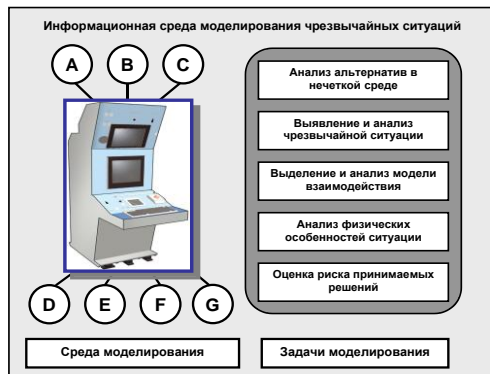 Информационная среда моделирования чрезвычайных ситуаций
A
B
C
Анализ альтернатив в
нечеткой среде
Выявление и анализ
чрезвычайной ситуации
Выделение и анализ модели
взаимодействия
Анализ физических
особенностей ситуации
Оценка риска принимаемых
решений
D
E
F
G
Среда моделирования
Задачи моделирования